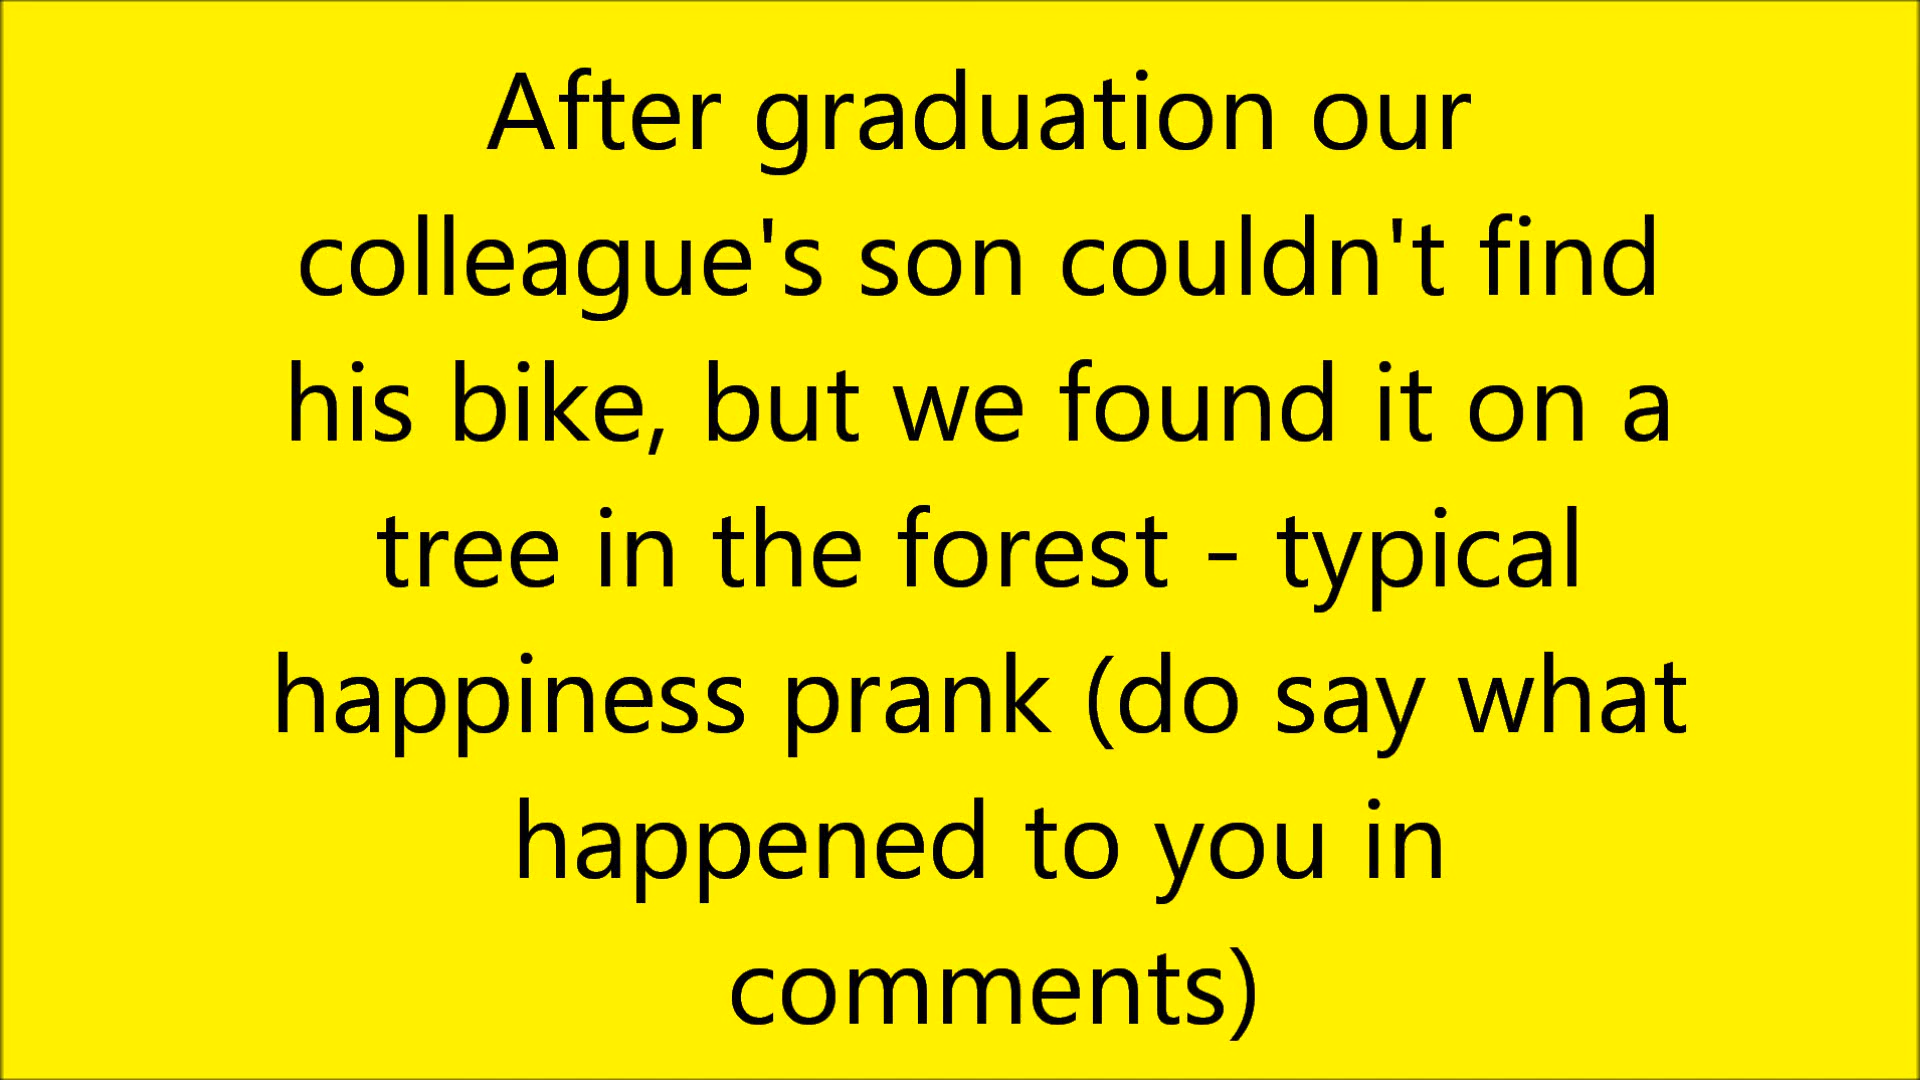 After graduation our
colleague's son couldn't find
his bike, but we found it on a
tree in the forest - typical
happiness prank (do say what
happened to you in
comments)